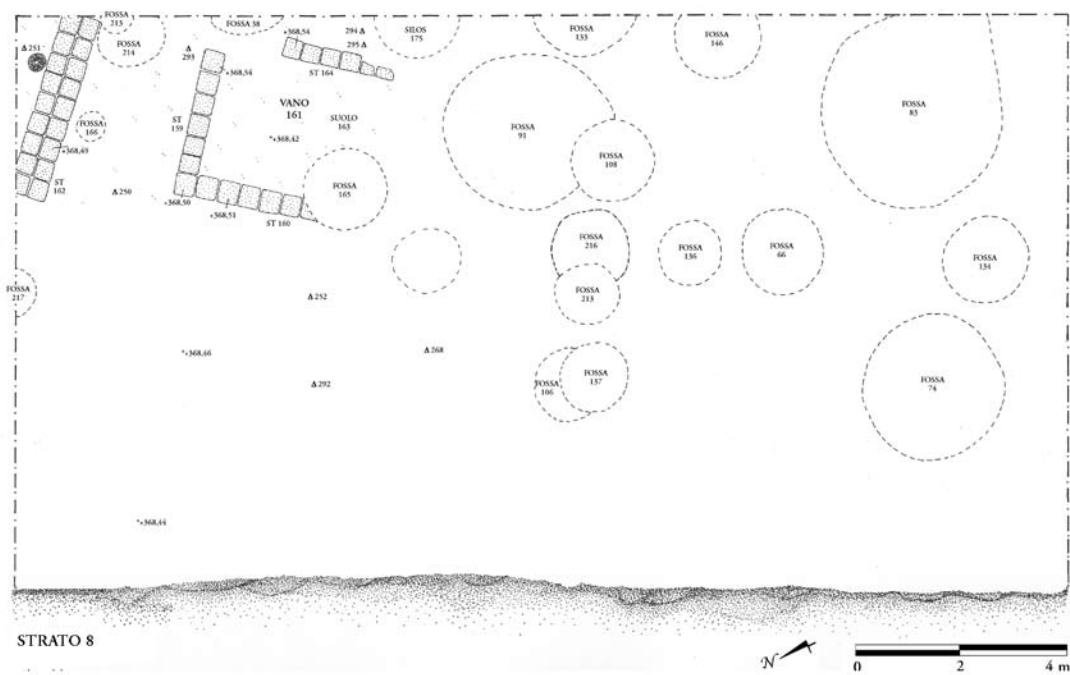 FOSSA
213
FOSSA
214
FOSSA 38
+368,54
294 Δ
295 Δ
SILOS
175
FOSSA
133
FOSSA
146
Δ 251
Δ
293
+368,54
ST 164
VANO
161
SUOLO
163
*+368,42
ST
159
FOSSA
166
FOSSA
91
FOSSA
108
FOSSA
83
+368,49
ST
162
Δ 250
+368,50
+368,51
ST 160
FOSSA
165
FOSSA
216
FOSSA
136
FOSSA
66
FOSSA
134
FOSSA
217
Δ 252
FOSSA
213
*+368,46
Δ 268
Δ 292
FOSSA
106
FOSSA
137
FOSSA
74
*+368,44
STRATO 8
N
0 2 4 m